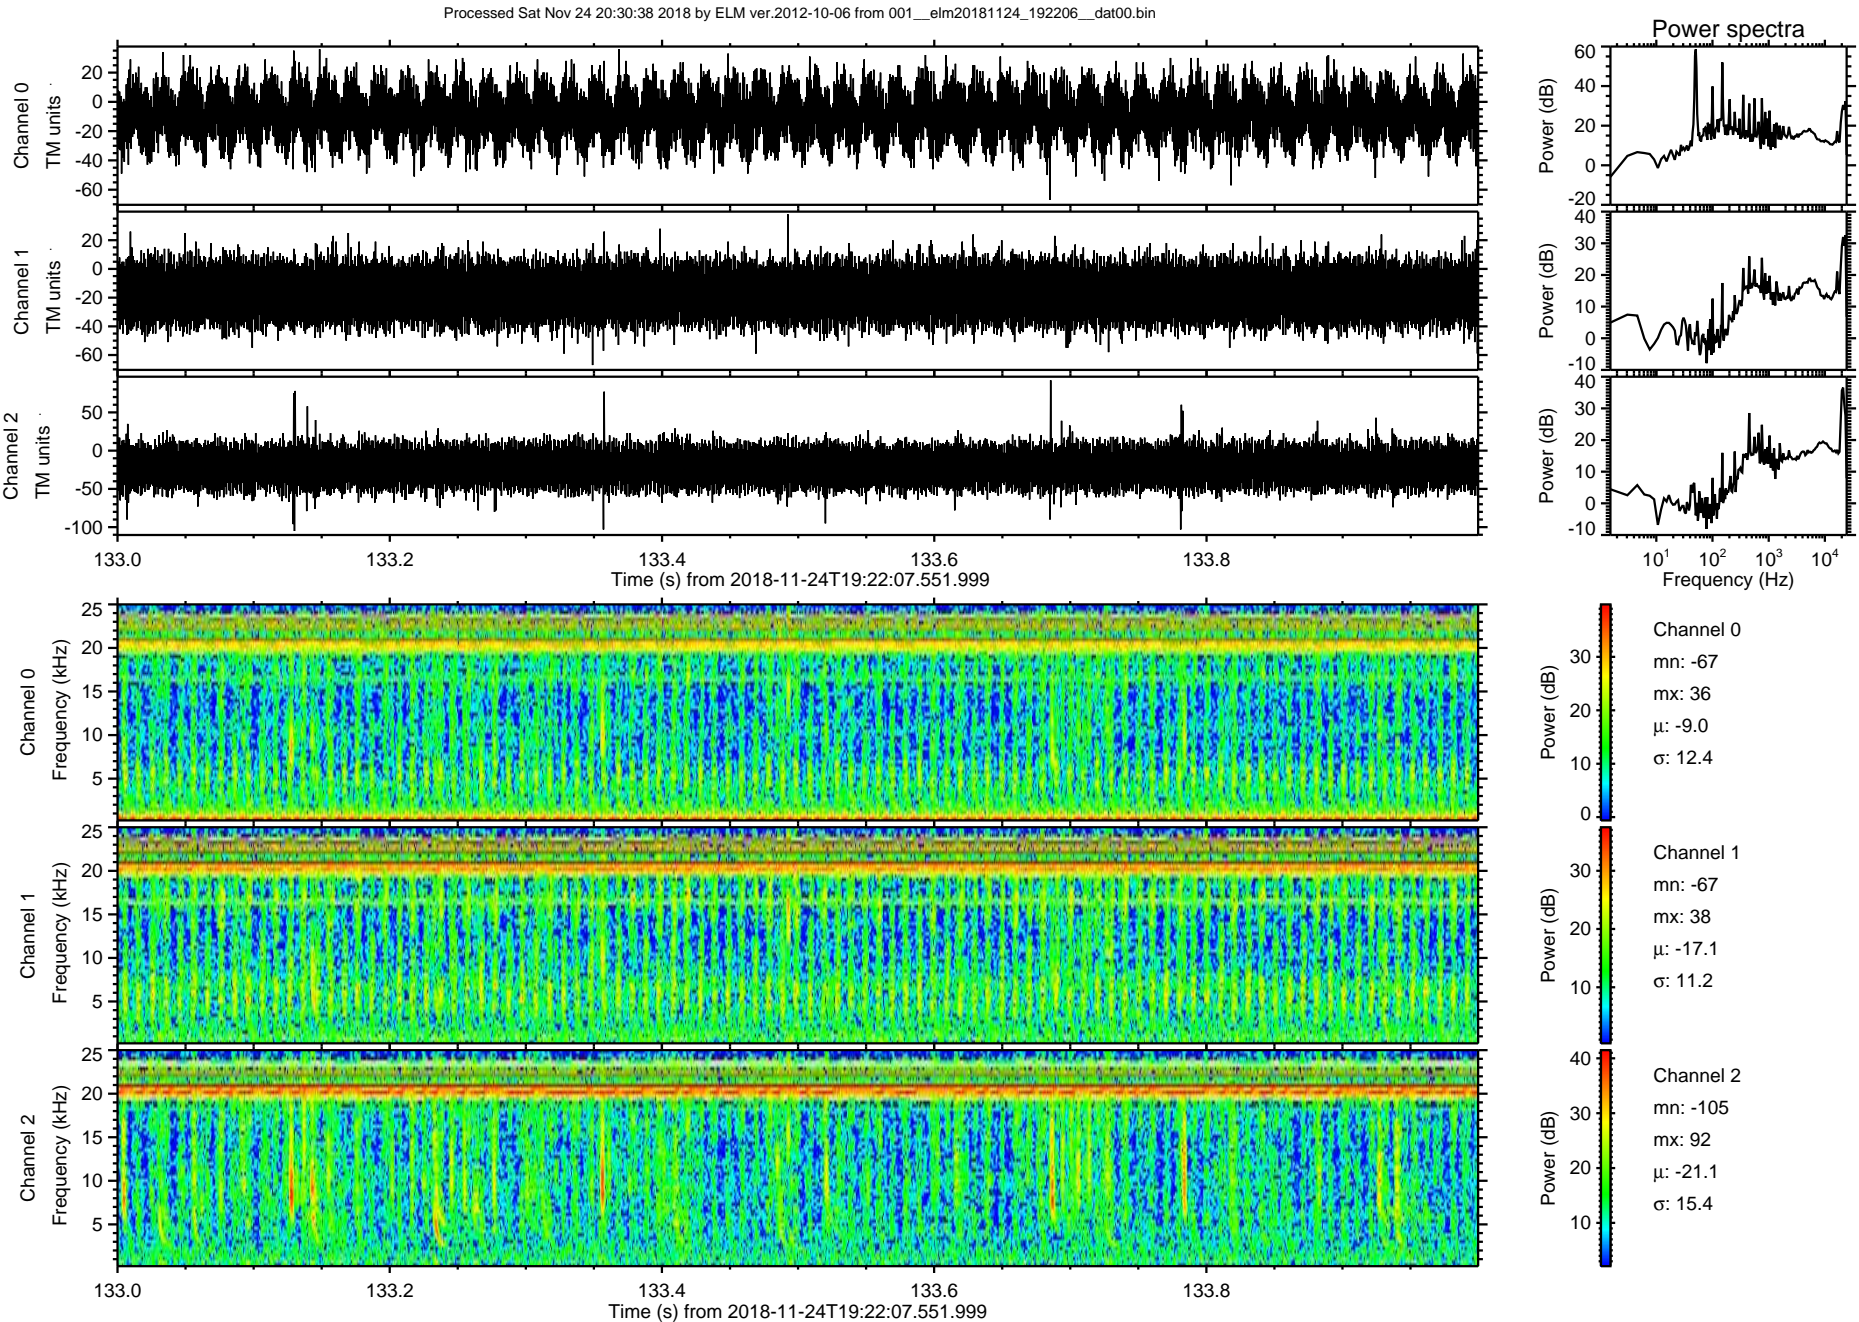 Processed Sat Nov 24 20:30:38 2018 by ELM ver.2012-10-06 from 001__elm20181124_192206__dat00.bin
Power spectra
Channel 0
TM units
20
0
-20
-40
-60
Power (dB)
60
40
20
0
-20
Channel 1
TM units
20
0
-20
-40
-60
Power (dB)
40
30
20
10
0
-10
Channel 2
TM units
50
0
-50
-100
Power (dB)
40
30
20
10
0
-10
133.0 133.2 133.4 133.6 133.8
Time (s) from 2018-11-24T19:22:07.551.999
10^1 10^2 10^3 10^4
Frequency (Hz)
Channel 0
Frequency (kHz)
25
20
15
10
5
Power (dB)
30
20
10
0
Channel 0
mn: -67
mx: 36
µ: -9.0
σ: 12.4
Channel 1
Frequency (kHz)
25
20
15
10
5
Power (dB)
30
20
10
Channel 1
mn: -67
mx: 38
µ: -17.1
σ: 11.2
Channel 2
Frequency (kHz)
25
20
15
10
5
Power (dB)
40
30
20
10
Channel 2
mn: -105
mx: 92
µ: -21.1
σ: 15.4
133.0 133.2 133.4 133.6 133.8
Time (s) from 2018-11-24T19:22:07.551.999